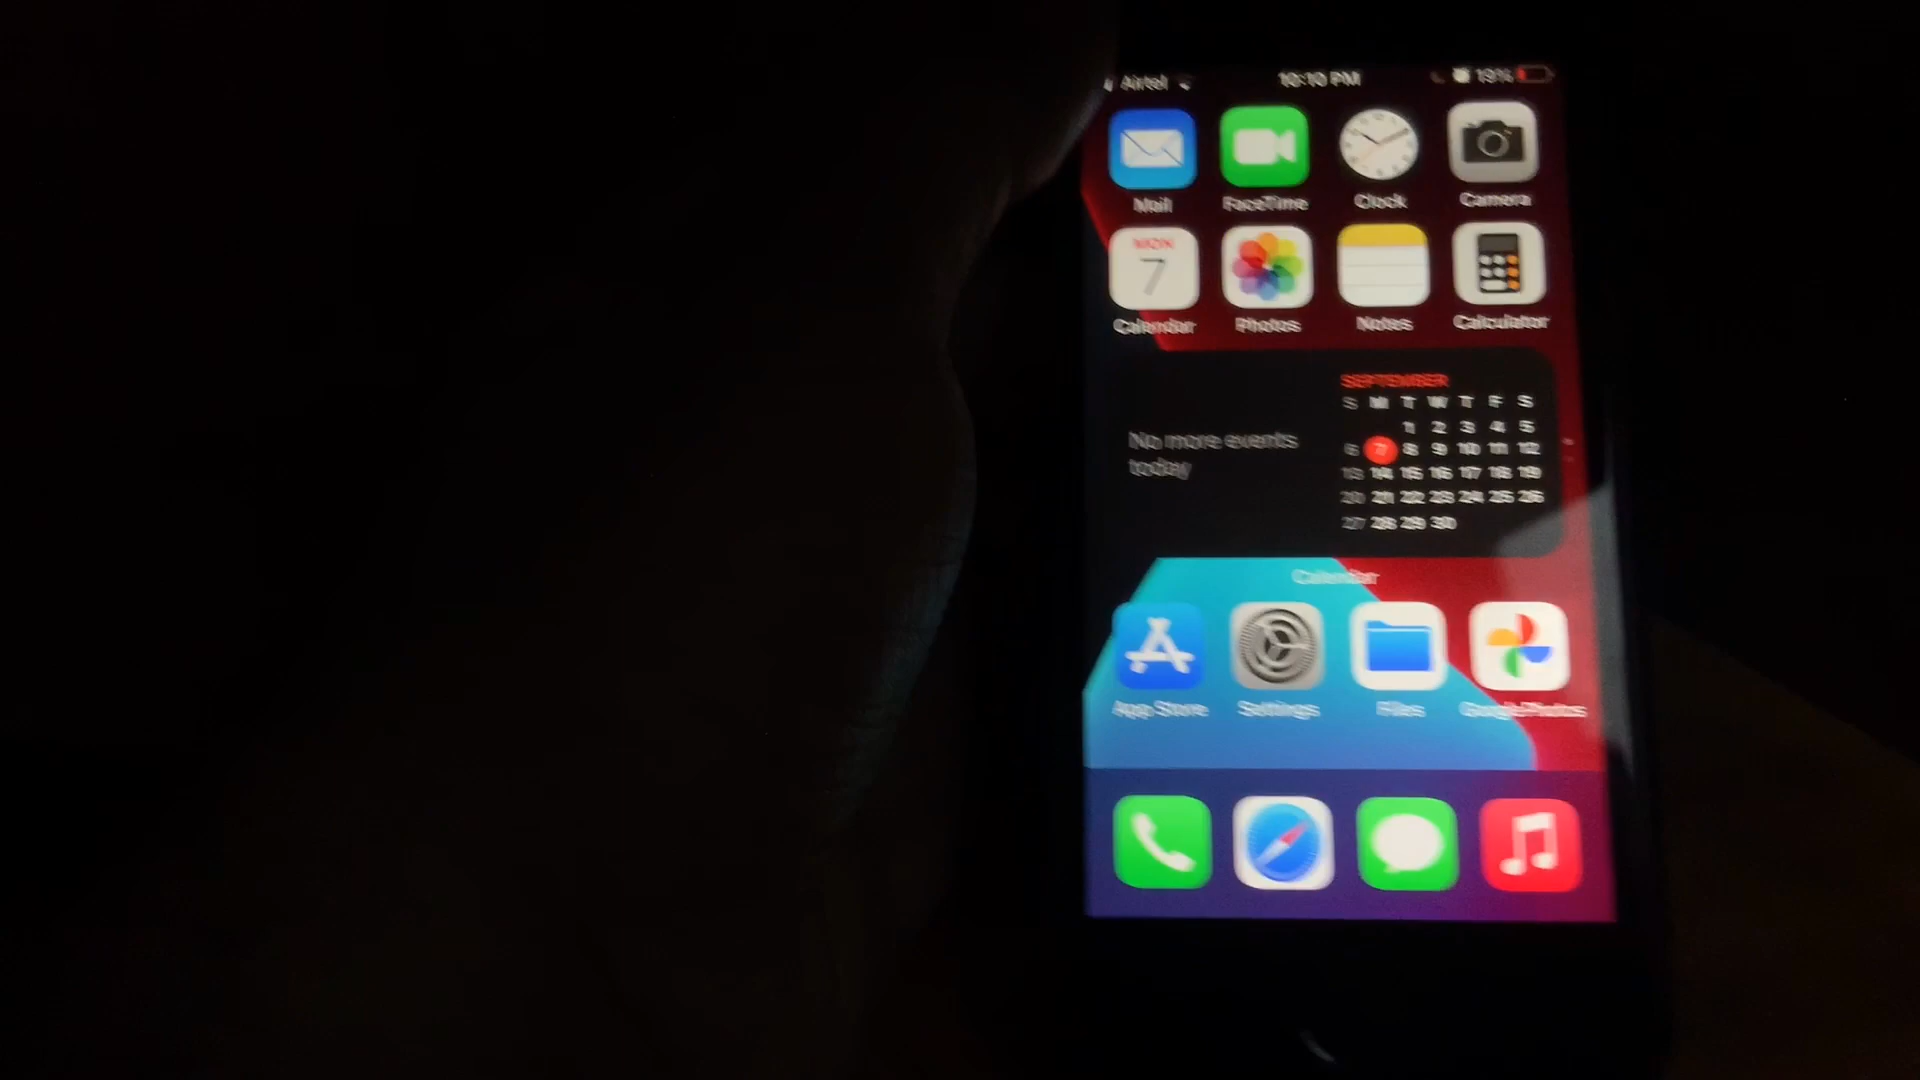 Airtel 10:10 PM 19%
Mail FaceTime Clock Camera
MON
7
Calendar Photos Notes Calculator
SEPTEMBER
S M T W T F S
1 2 3 4 5
6 7 8 9 10 11 12
13 14 15 16 17 18 19
20 21 22 23 24 25 26
27 28 29 30
No more events
today
Calendar
App Store Settings Files Google Photos